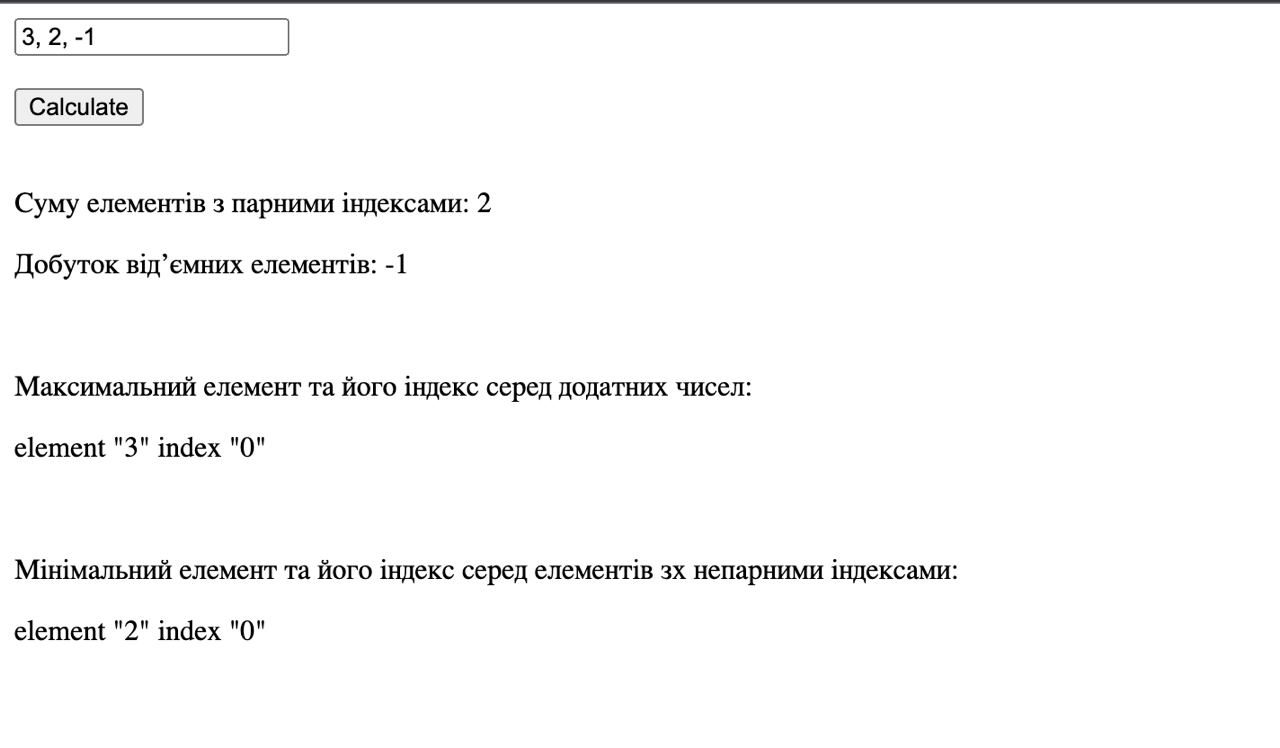 3, 2, -1
Calculate
Суму елементів з парними індексами: 2
Добуток від’ємних елементів: -1
Максимальний елемент та його індекс серед додатних чисел:
element "3" index "0"
Мінімальний елемент та його індекс серед елементів зх непарними індексами:
element "2" index "0"